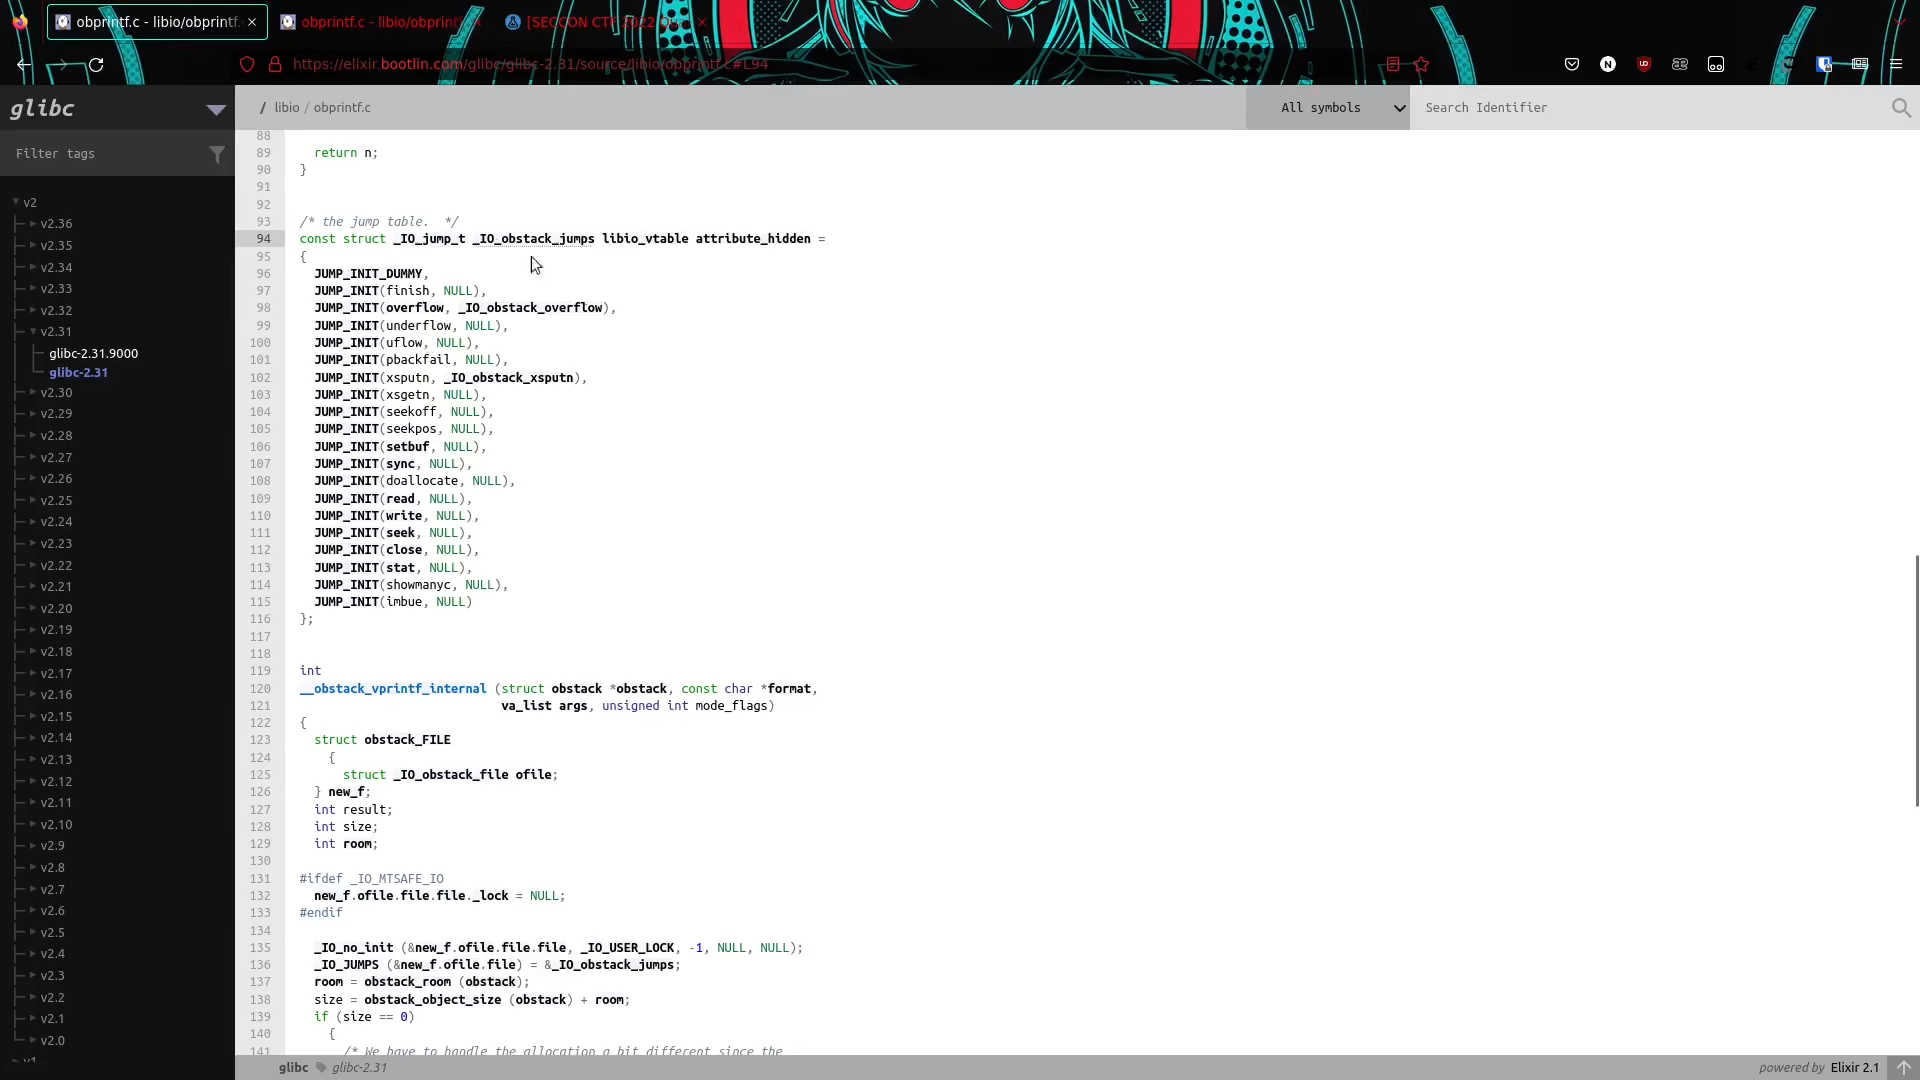 obprintf.c - libio/obprintf.
obprintf.c - libio/obprintf
[SECCON CTF 2022
https://elixir.bootlin.com/glibc/glibc-2.31/source/libio/obprintf.c#L94
glibc
/ libio / obprintf.c
All symbols
Search Identifier
Filter tags
v2
v2.36
v2.35
v2.34
v2.33
v2.32
v2.31
glibc-2.31.9000
glibc-2.31
v2.30
v2.29
v2.28
v2.27
v2.26
v2.25
v2.24
v2.23
v2.22
v2.21
v2.20
v2.19
v2.18
v2.17
v2.16
v2.15
v2.14
v2.13
v2.12
v2.11
v2.10
v2.9
v2.8
v2.7
v2.6
v2.5
v2.4
v2.3
v2.2
v2.1
v2.0
v1
88
89 return n;
90 }
91
92
93 /* the jump table. */
94 const struct _IO_jump_t _IO_obstack_jumps libio_vtable attribute_hidden =
95 {
96 JUMP_INIT_DUMMY,
97 JUMP_INIT(finish, NULL),
98 JUMP_INIT(overflow, _IO_obstack_overflow),
99 JUMP_INIT(underflow, NULL),
100 JUMP_INIT(uflow, NULL),
101 JUMP_INIT(pbackfail, NULL),
102 JUMP_INIT(xsputn, _IO_obstack_xsputn),
103 JUMP_INIT(xsgetn, NULL),
104 JUMP_INIT(seekoff, NULL),
105 JUMP_INIT(seekpos, NULL),
106 JUMP_INIT(setbuf, NULL),
107 JUMP_INIT(sync, NULL),
108 JUMP_INIT(doallocate, NULL),
109 JUMP_INIT(read, NULL),
110 JUMP_INIT(write, NULL),
111 JUMP_INIT(seek, NULL),
112 JUMP_INIT(close, NULL),
113 JUMP_INIT(stat, NULL),
114 JUMP_INIT(showmanyc, NULL),
115 JUMP_INIT(imbue, NULL)
116 };
117
118
119 int
120 __obstack_vprintf_internal (struct obstack *obstack, const char *format,
121 va_list args, unsigned int mode_flags)
122 {
123 struct obstack_FILE
124 {
125 struct _IO_obstack_file ofile;
126 } new_f;
127 int result;
128 int size;
129 int room;
130
131 #ifdef _IO_MTSAFE_IO
132 new_f.ofile.file.file._lock = NULL;
133 #endif
134
135 _IO_no_init (&new_f.ofile.file.file, _IO_USER_LOCK, -1, NULL, NULL);
136 _IO_JUMPS (&new_f.ofile.file) = &_IO_obstack_jumps;
137 room = obstack_room (obstack);
138 size = obstack_object_size (obstack) + room;
139 if (size == 0)
140 {
141 /* We have to handle the allocation a bit different since the
glibc glibc-2.31
powered by Elixir 2.1